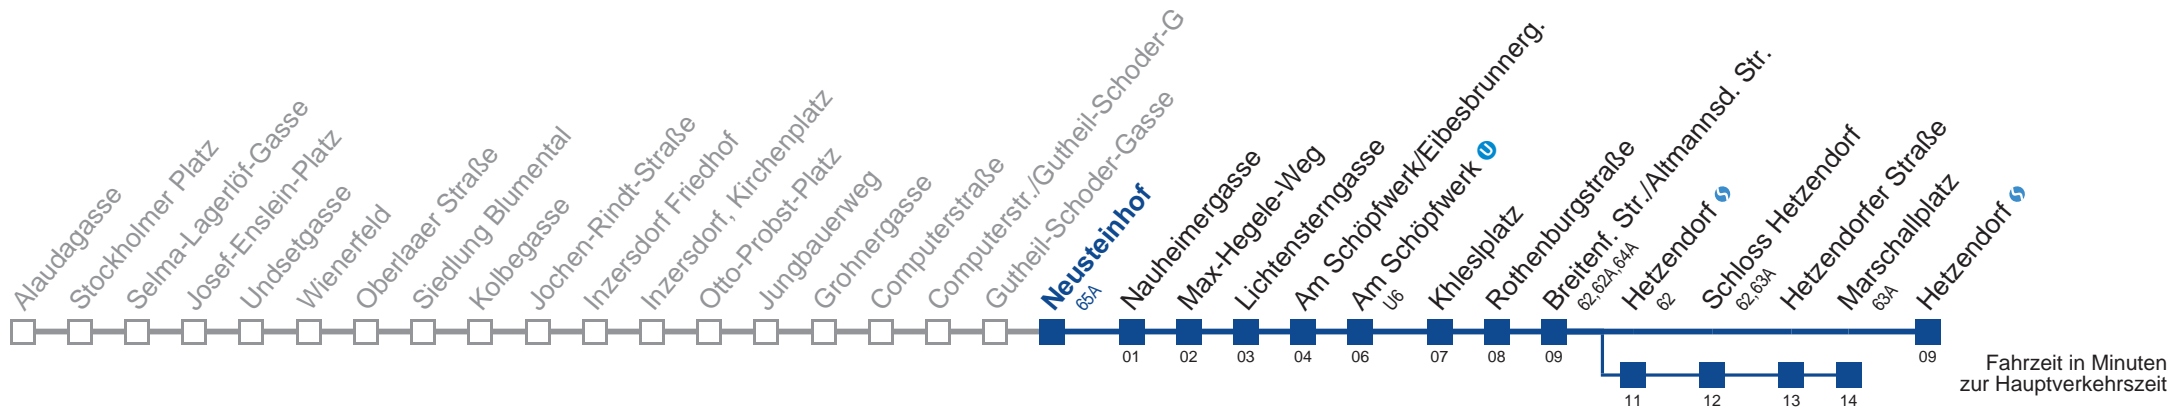 Alaudagasse
Stockholmer Platz
Selma-Lagerlöf-Gasse
Josef-Enslein-Platz
Undsetgasse
Wienerfeld
Oberlaaer Straße
Siedlung Blumental
Kolbegasse
Jochen-Rindt-Straße
Inzersdorf Friedhof
Inzersdorf, Kirchenplatz
Otto-Probst-Platz
Jungbauerweg
Grohnergasse
Computerstraße
Computerstr./Gutheil-Schoder-G
Gutheil-Schoder-Gasse
Neusteinhof
65A
Nauheimergasse
Max-Hegele-Weg
Lichtensterngasse
Am Schöpfwerk/Eibesbrunnerg.
Am Schöpfwerk U
U6
Khleslplatz
Rothenburgstraße
Breitenf. Str./Altmannsd. Str.
62,62A,64A
Hetzendorf
62
Schloss Hetzendorf
62,63A
Hetzendorfer Straße
Marschallplatz
63A
Hetzendorf
01 02 03 04 06 07 08 09 09
11 12 13 14
Fahrzeit in Minuten
zur Hauptverkehrszeit